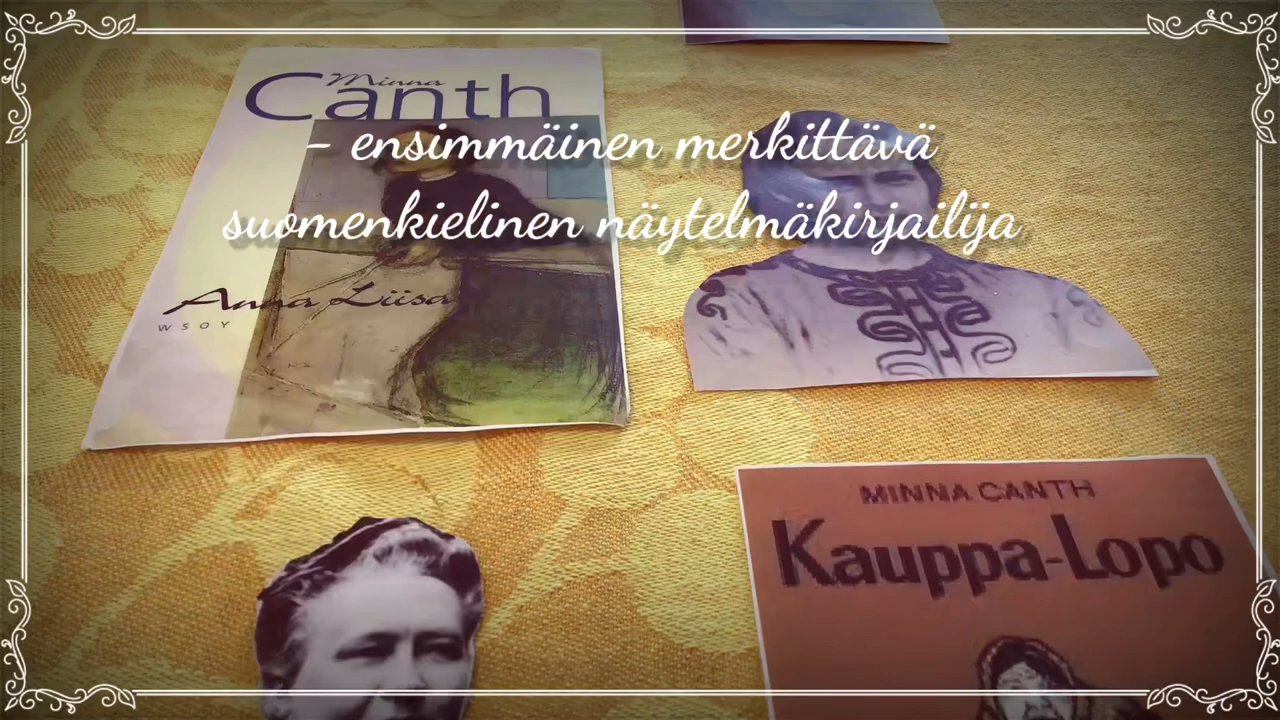 Minna
Canth
- ensimmäinen merkittävä
suomenkielinen näytelmäkirjailija
Anna Liisa
WSOY
MINNA CANTH
Kauppa-Lopo